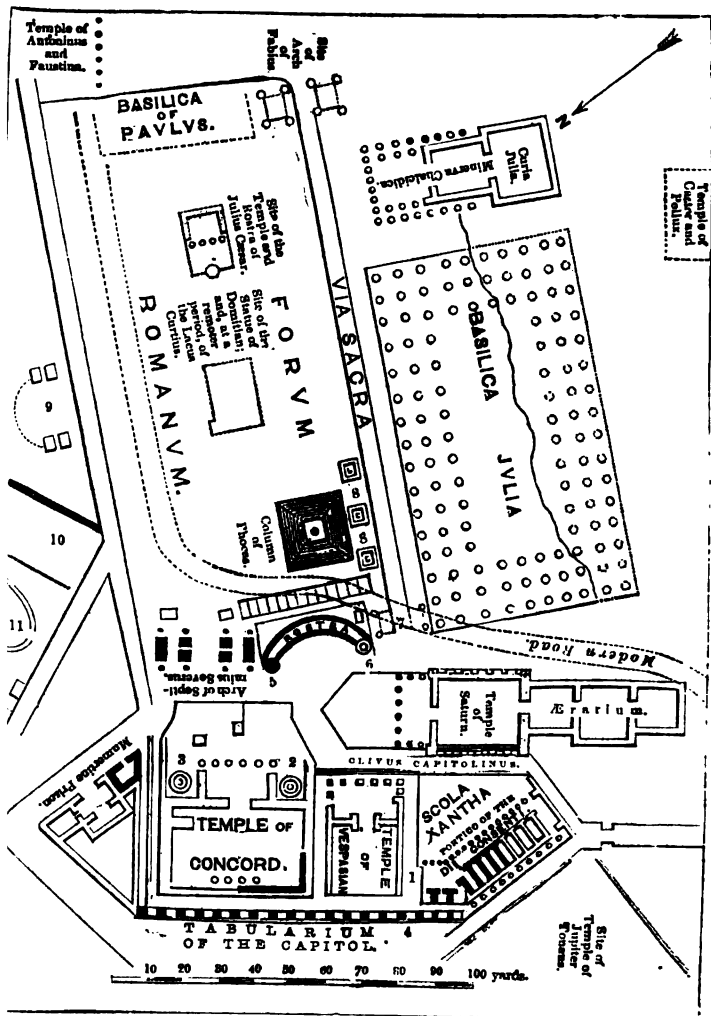 Temple of
Antoninus
and
Faustina.
Site
of
Arch
of
Fabius.
N
BASILICA
OF
PAVLVS.
Curia
Julia.
Minerva Chalcidica.
Temple of
Castor and
Pollux.
Site of the
Temple and
Rostra of
Julius Cæsar.
Site of the
Statue of
Domitian;
and, at a
remoter
period, of
the Lacus
Curtius.
FORVM
ROMANVM.
VIA SACRA
BASILICA
JVLIA
9
8
8
Column
of
Phocas.
10
11
7
ROSTRA
5
6
Arch of Septi-
mius Severus.
Modern Road.
Temple
of
Saturn.
Ærarium.
CLIVUS CAPITOLINUS.
Mamertine Prison.
3
2
TEMPLE OF
CONCORD.
TEMPLE
OF
VESPASIAN
1
SCOLA
XANTHA
PORTICO OF THE
DII CONSENTES
4
TABULARIUM
OF THE CAPITOL.
Site of
Temple of
Jupiter
Tonans.
10 20 30 40 50 60 70 80 90 100 yards.